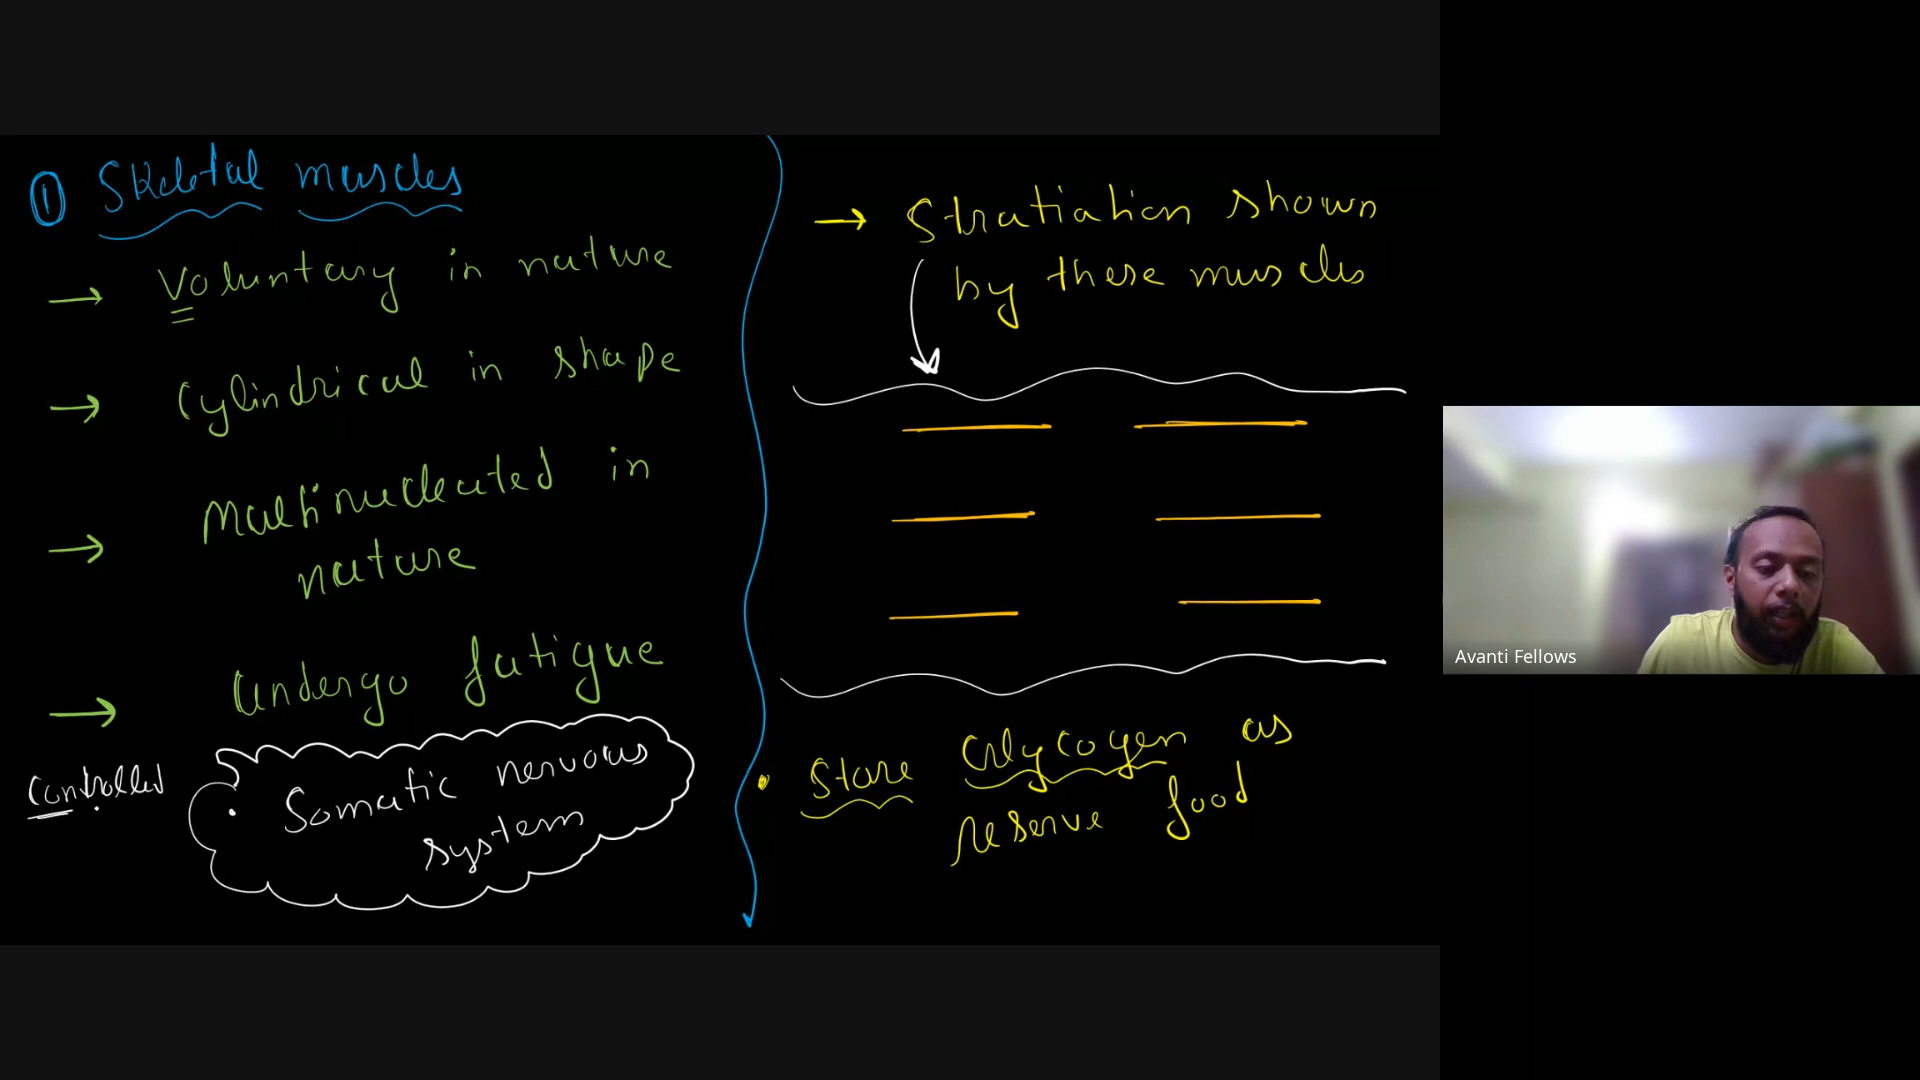 ① Skeletal muscles
→ Voluntary in nature
→ Cylindrical in shape
→ Multinucleated in
nature
→ Undergo fatigue
Controlled
• Somatic nervous
system
→ Stratiation shown
by these muscles
• Store Glycogen as
reserve food
Avanti Fellows